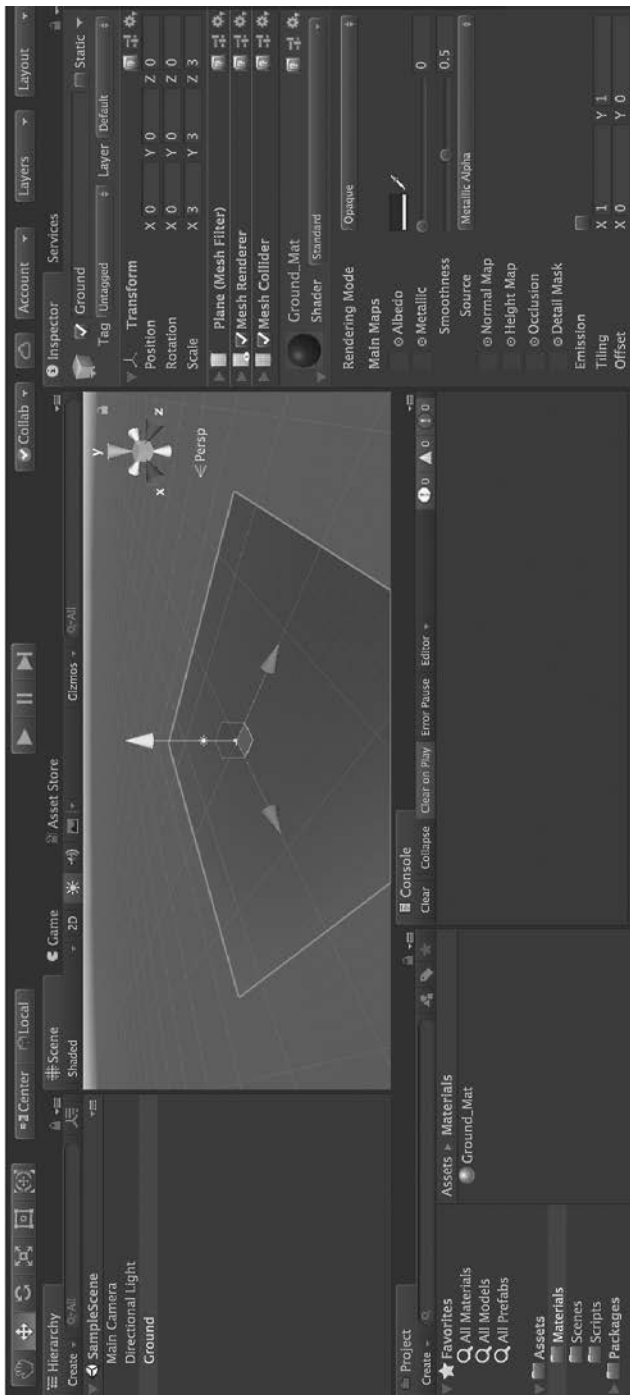 Center Local
Collab Account Layers Layout
Hierarchy
Create All
SampleScene
Main Camera
Directional Light
Ground
Scene Game Asset Store
Shaded 2D Gizmos All
y
x z
Persp
Inspector Services
Ground Static
Tag Untagged Layer Default
Transform
Position X 0 Y 0 Z 0
Rotation X 0 Y 0 Z 0
Scale X 3 Y 3 Z 3
Plane (Mesh Filter)
Mesh Renderer
Mesh Collider
Ground_Mat
Shader Standard
Rendering Mode Opaque
Main Maps
Albedo
Metallic 0
Smoothness 0.5
Source Metallic Alpha
Normal Map
Height Map
Occlusion
Detail Mask
Emission
Tiling X 1 Y 1
Offset X 0 Y 0
Project
Create
Favorites
All Materials
All Models
All Prefabs
Assets
Materials
Scenes
Scripts
Packages
Assets Materials
Ground_Mat
Console
Clear Collapse Clear on Play Error Pause Editor 0 0 0